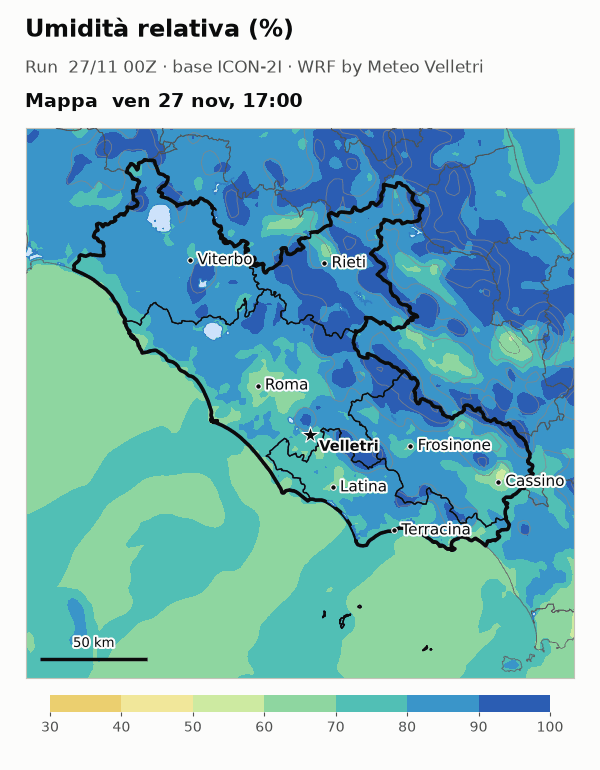 Umidità relativa (%)
Run  27/11 00Z · base ICON-2I · WRF by Meteo Velletri
Mappa  ven 27 nov, 17:00
Viterbo
Rieti
Roma
Velletri
Frosinone
Cassino
Latina
Terracina
50 km
30 40 50 60 70 80 90 100